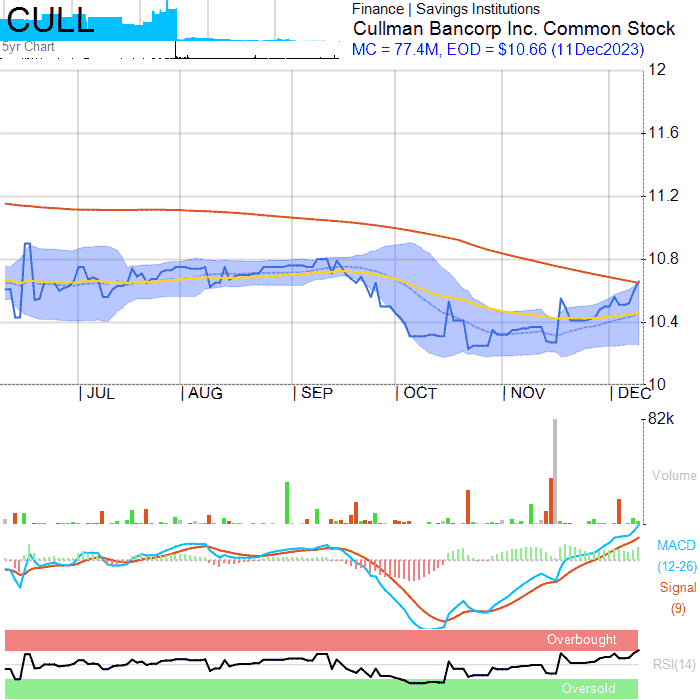 CULL
5yr Chart
Finance | Savings Institutions
Cullman Bancorp Inc. Common Stock
MC = 77.4M, EOD = $10.66 (11Dec2023)
12
11.6
11.2
10.8
10.4
10
JUL AUG SEP OCT NOV DEC
82k
Volume
MACD
(12-26)
Signal
(9)
Overbought
RSI(14)
Oversold